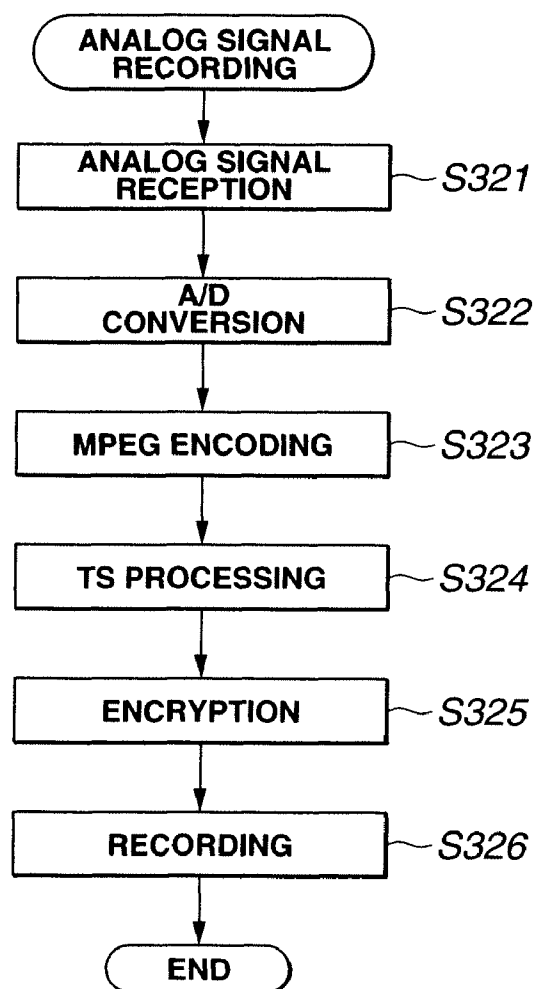 ANALOG SIGNAL
RECORDING
ANALOG SIGNAL
RECEPTION
S321
A/D
CONVERSION
S322
MPEG ENCODING
S323
TS PROCESSING
S324
ENCRYPTION
S325
RECORDING
S326
END